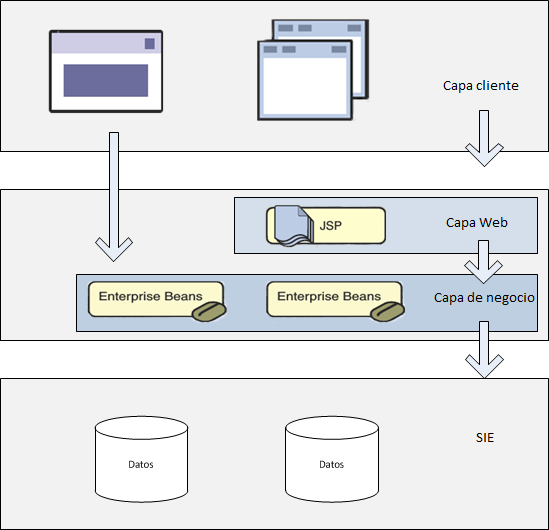 Capa cliente
JSP
Capa Web
Enterprise Beans
Enterprise Beans
Capa de negocio
SIE
Datos
Datos